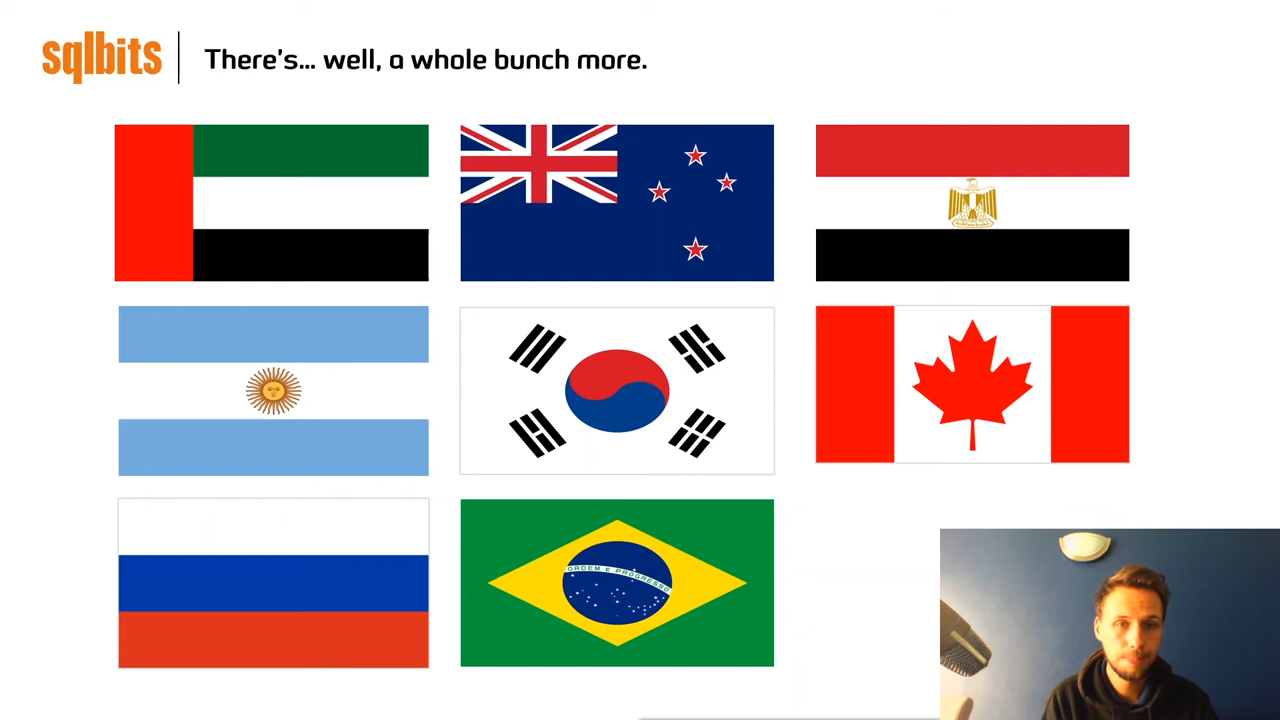 sqlbits
There's... well, a whole bunch more.
ORDEM E PROGRESSO